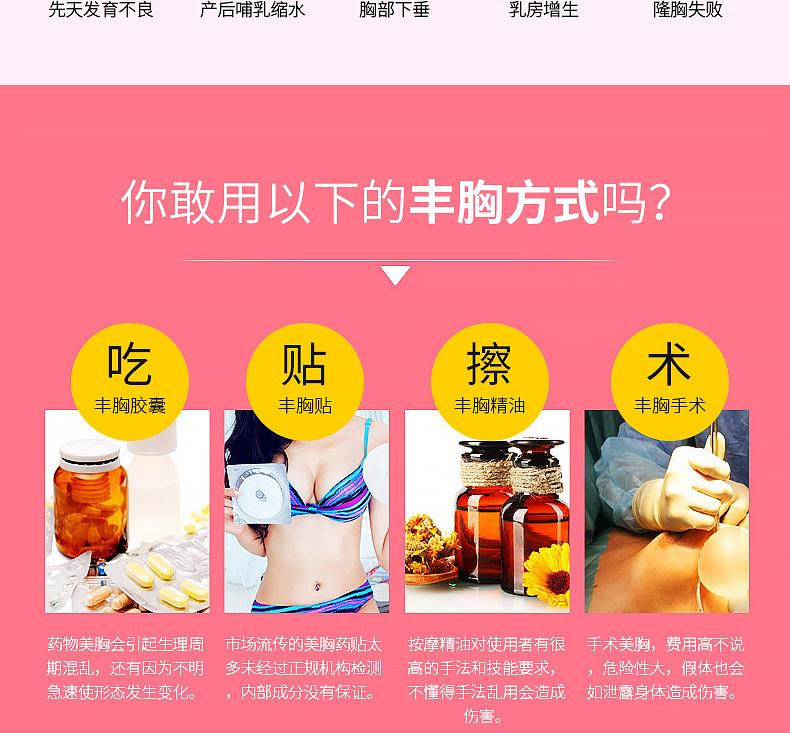 先天发育不良 产后哺乳缩水 胸部下垂 乳房增生 隆胸失败
你敢用以下的丰胸方式吗？
吃
丰胸胶囊
贴
丰胸贴
擦
丰胸精油
术
丰胸手术
药物美胸会引起生理周
期混乱，还有因为不明
急速使形态发生变化。
市场流传的美胸药贴太
多未经过正规机构检测
，内部成分没有保证。
按摩精油对使用者有很
高的手法和技能要求，
不懂得手法乱用会造成
伤害。
手术美胸，费用高不说
，危险性大，假体也会
如泄露身体造成伤害。